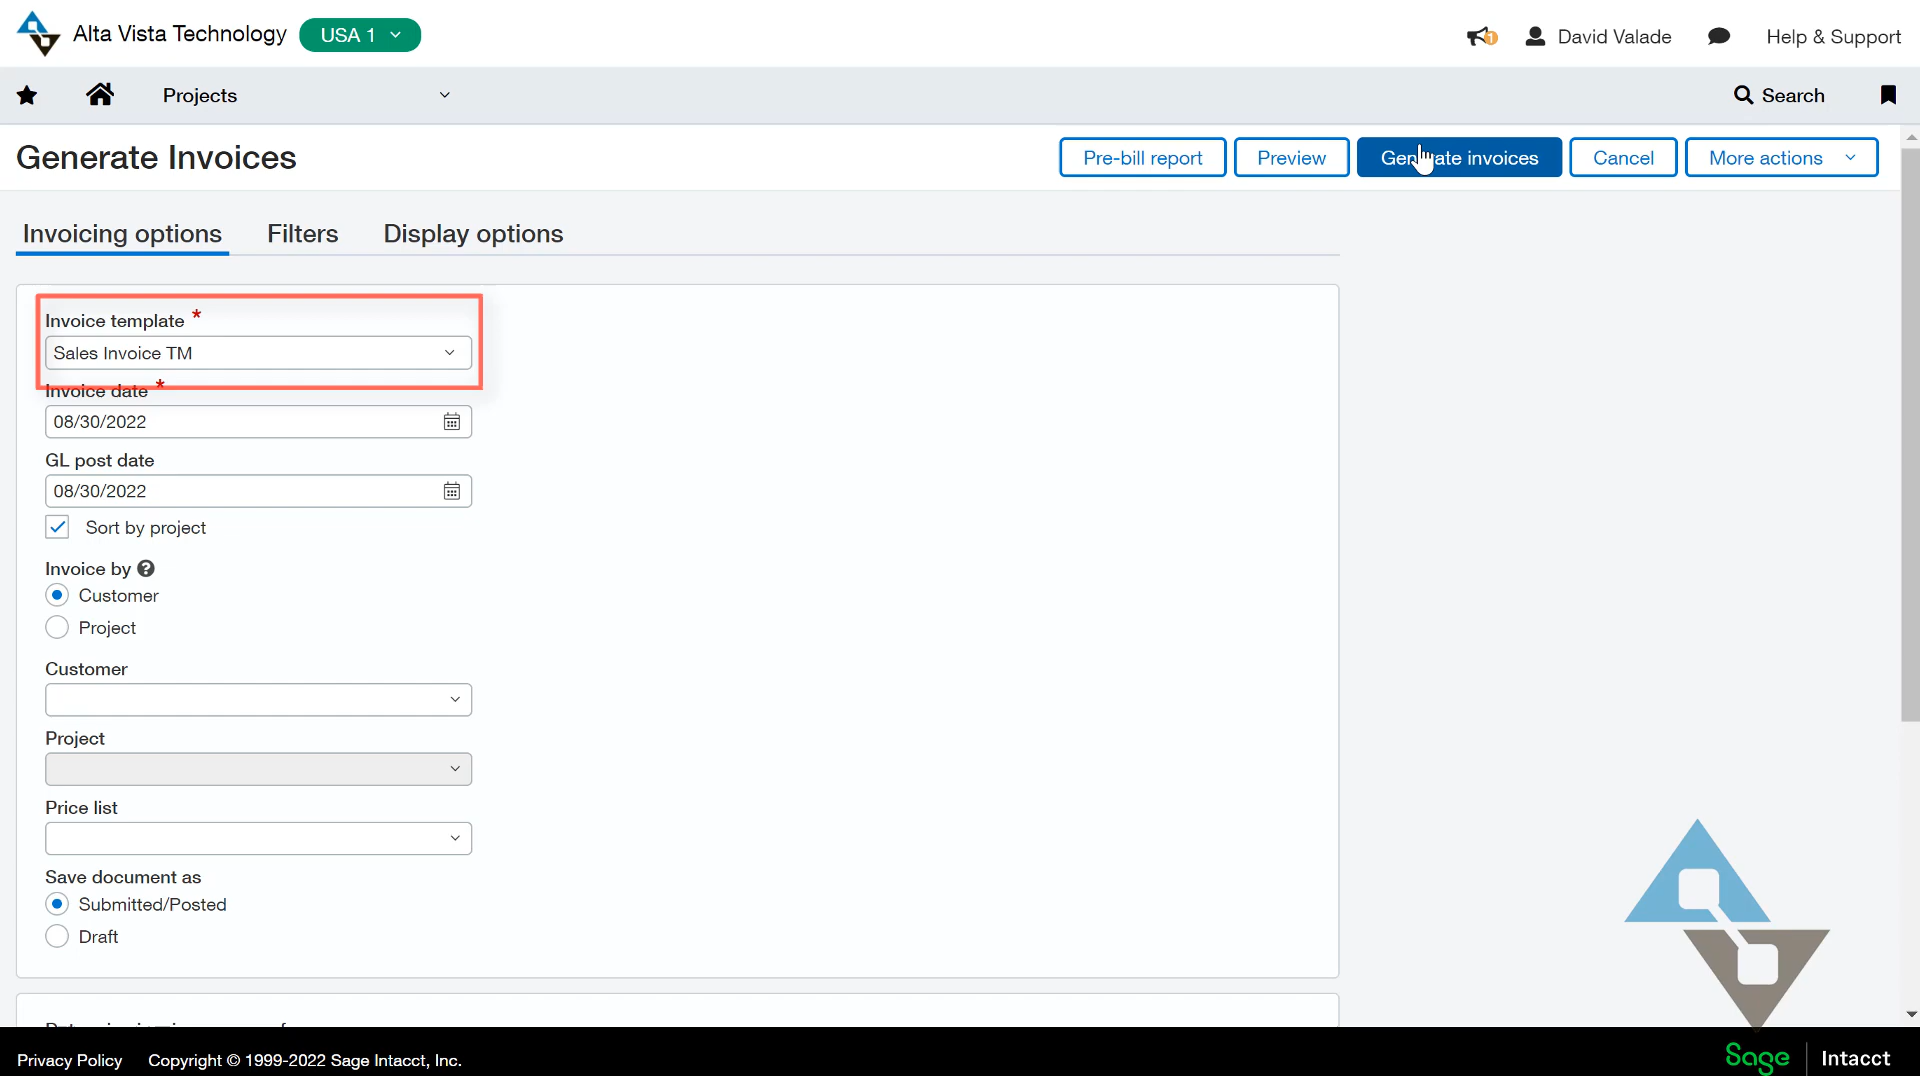 Alta Vista Technology
USA 1
1
David Valade
Help & Support
Projects
Search
Generate Invoices
Pre-bill report
Preview
Generate invoices
Cancel
More actions
Invoicing options
Filters
Display options
Invoice template *
Sales Invoice TM
Invoice date *
08/30/2022
GL post date
08/30/2022
Sort by project
Invoice by
Customer
Project
Customer
Project
Price list
Save document as
Submitted/Posted
Draft
Privacy Policy
Copyright © 1999-2022 Sage Intacct, Inc.
Sage
Intacct